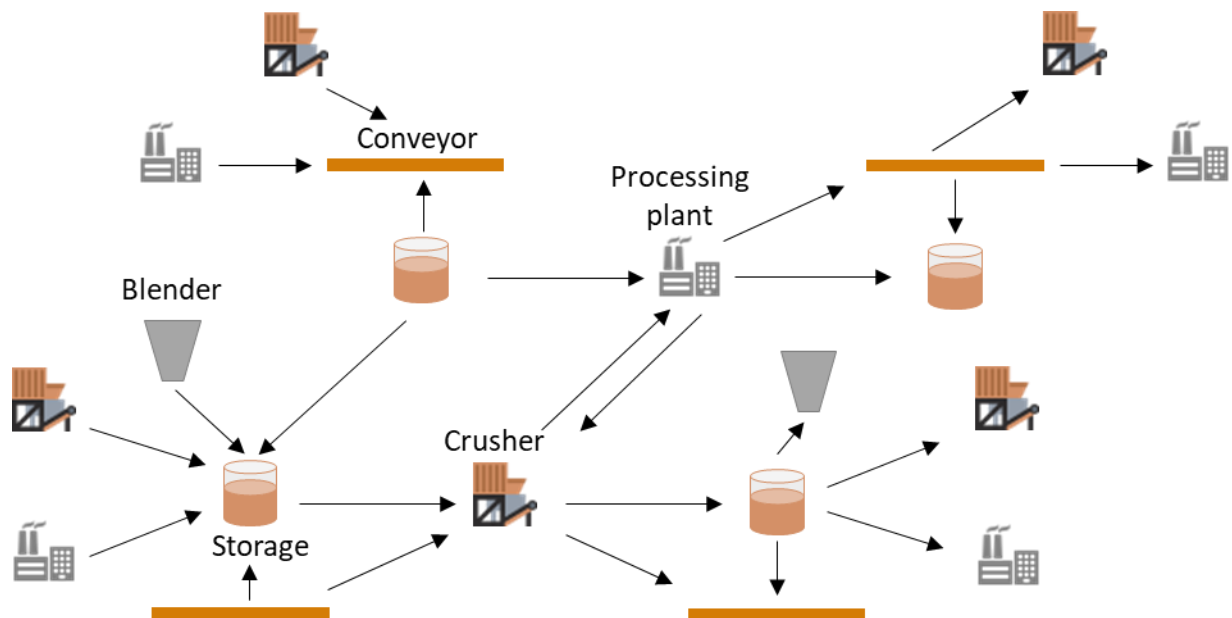 Conveyor
Processing
plant
Blender
Crusher
Storage